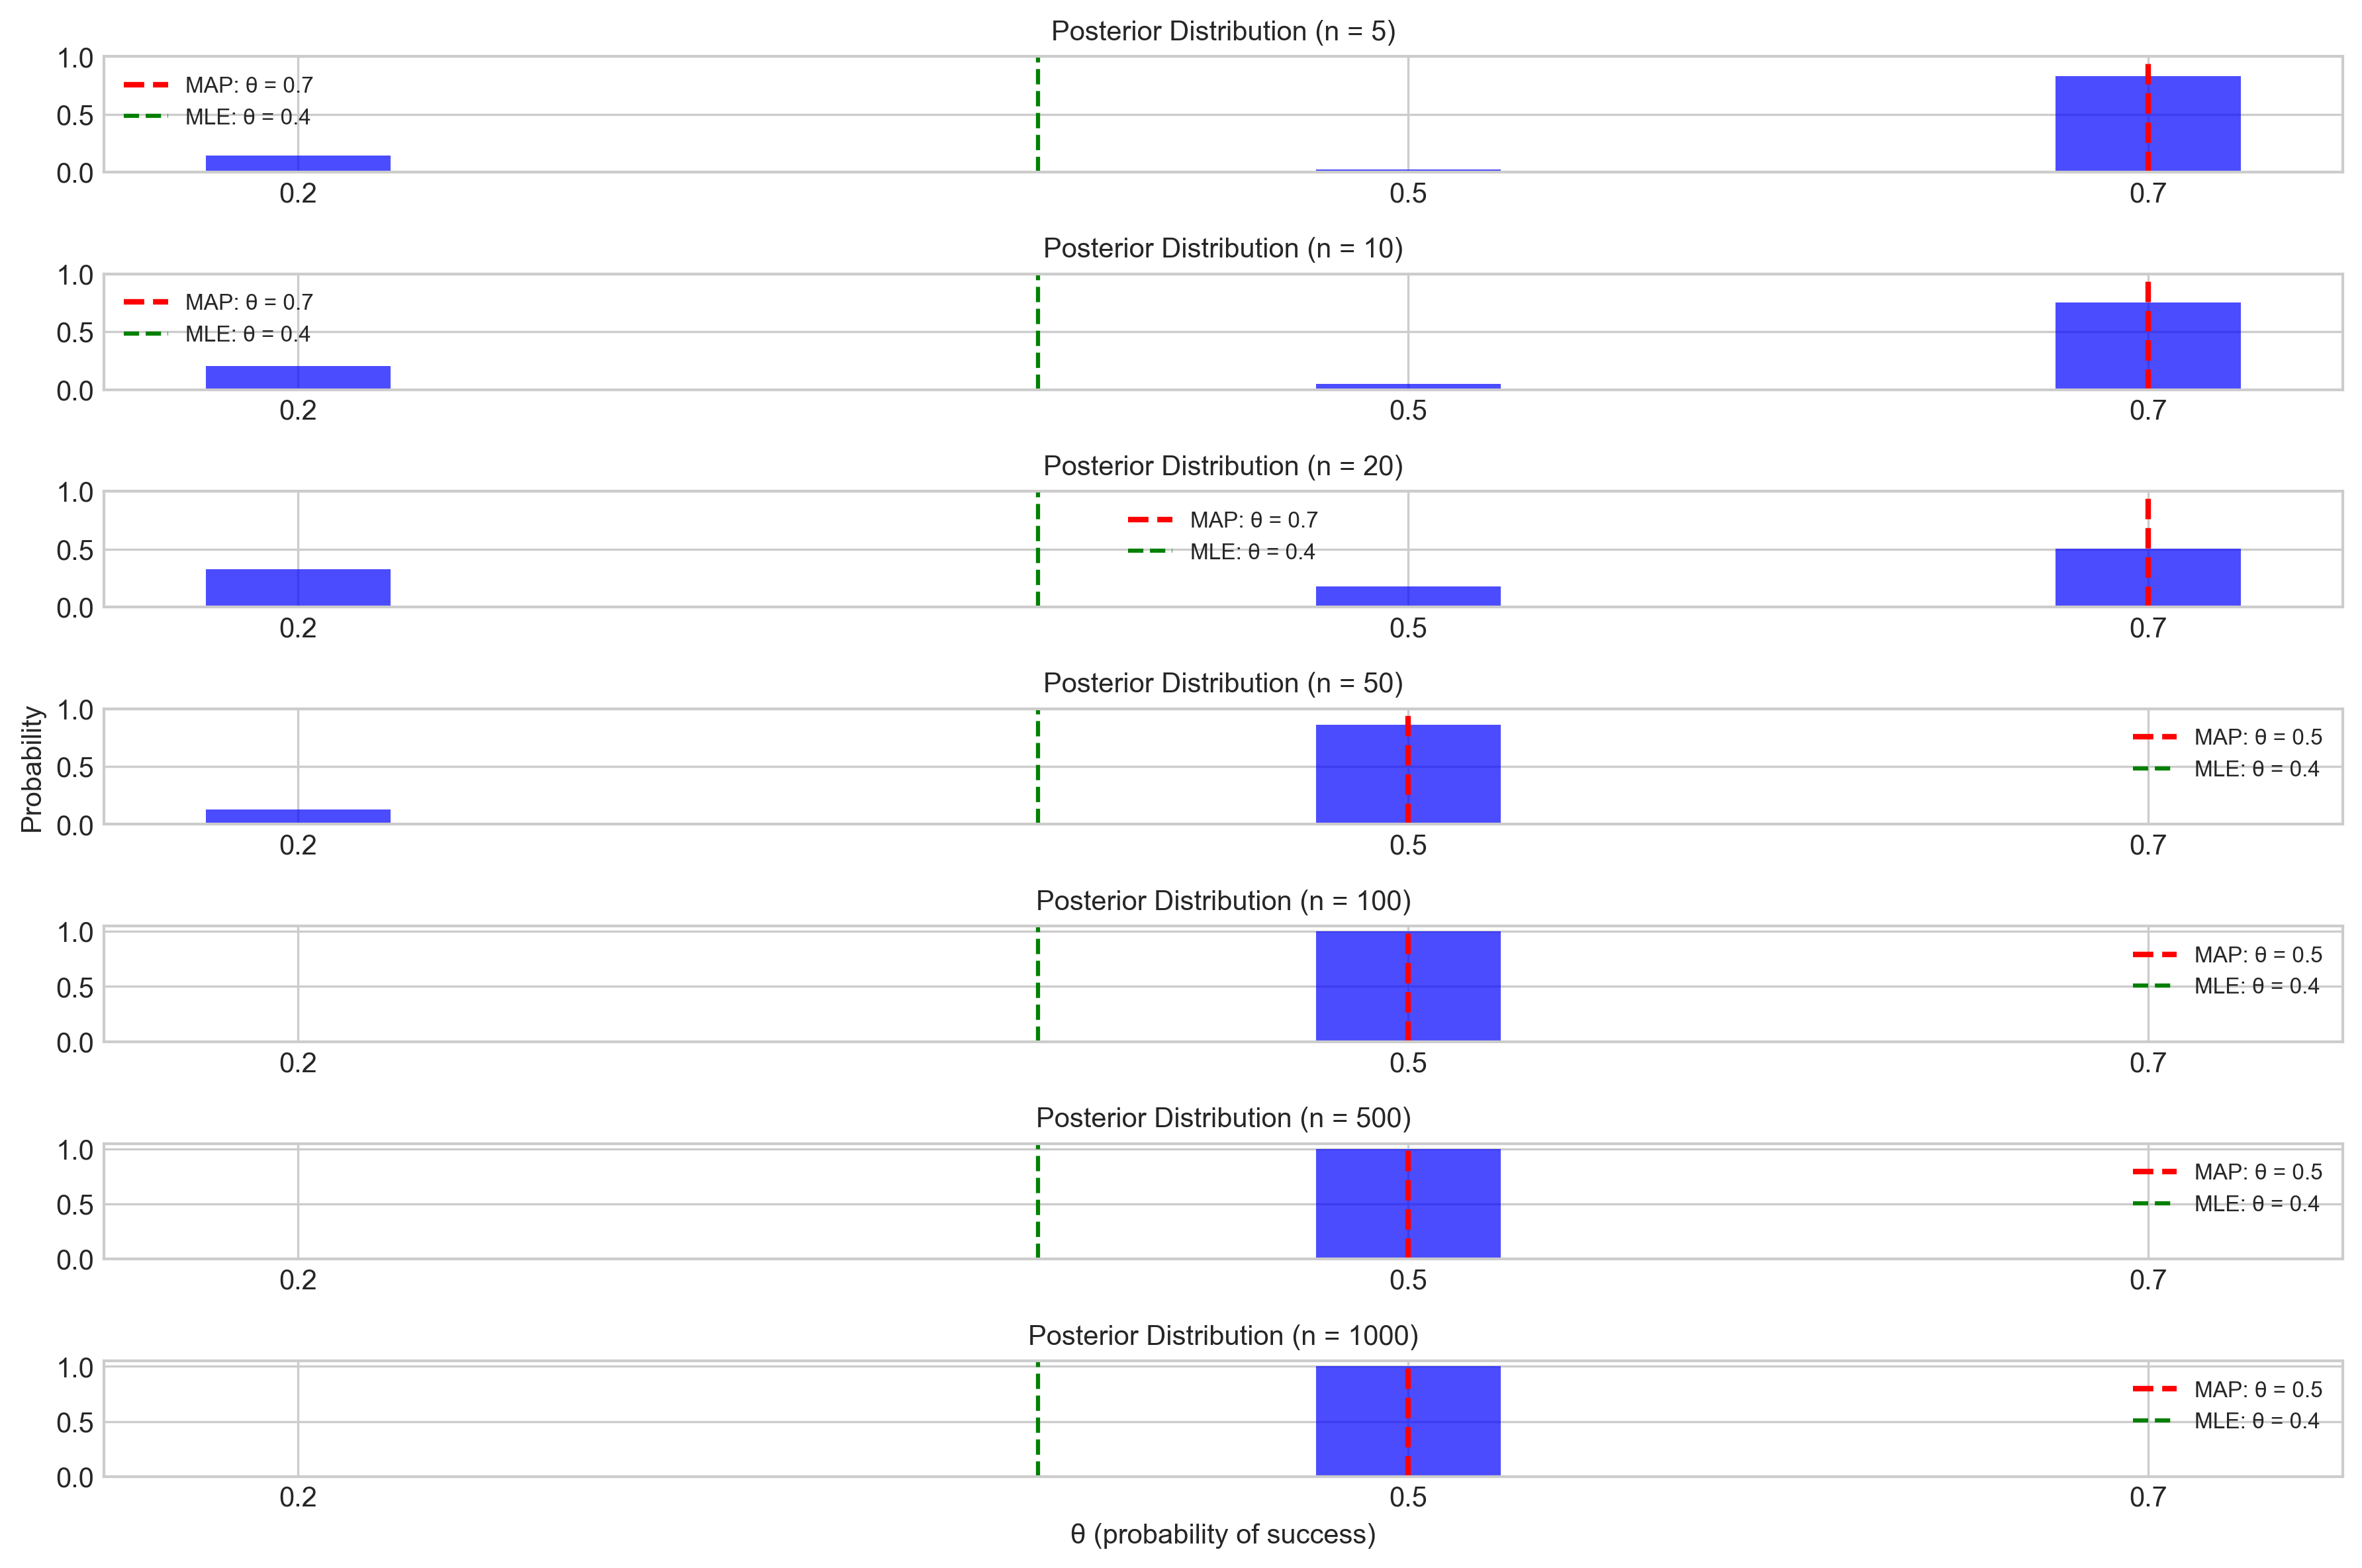 Posterior Distribution (n = 5)
1.0
0.5
0.0
MAP: θ = 0.7
MLE: θ = 0.4
0.2 0.5 0.7
Posterior Distribution (n = 10)
1.0
0.5
0.0
MAP: θ = 0.7
MLE: θ = 0.4
0.2 0.5 0.7
Posterior Distribution (n = 20)
1.0
0.5
0.0
MAP: θ = 0.7
MLE: θ = 0.4
0.2 0.5 0.7
Probability
Posterior Distribution (n = 50)
1.0
0.5
0.0
MAP: θ = 0.5
MLE: θ = 0.4
0.2 0.5 0.7
Posterior Distribution (n = 100)
1.0
0.5
0.0
MAP: θ = 0.5
MLE: θ = 0.4
0.2 0.5 0.7
Posterior Distribution (n = 500)
1.0
0.5
0.0
MAP: θ = 0.5
MLE: θ = 0.4
0.2 0.5 0.7
Posterior Distribution (n = 1000)
1.0
0.5
0.0
MAP: θ = 0.5
MLE: θ = 0.4
0.2 0.5 0.7
θ (probability of success)